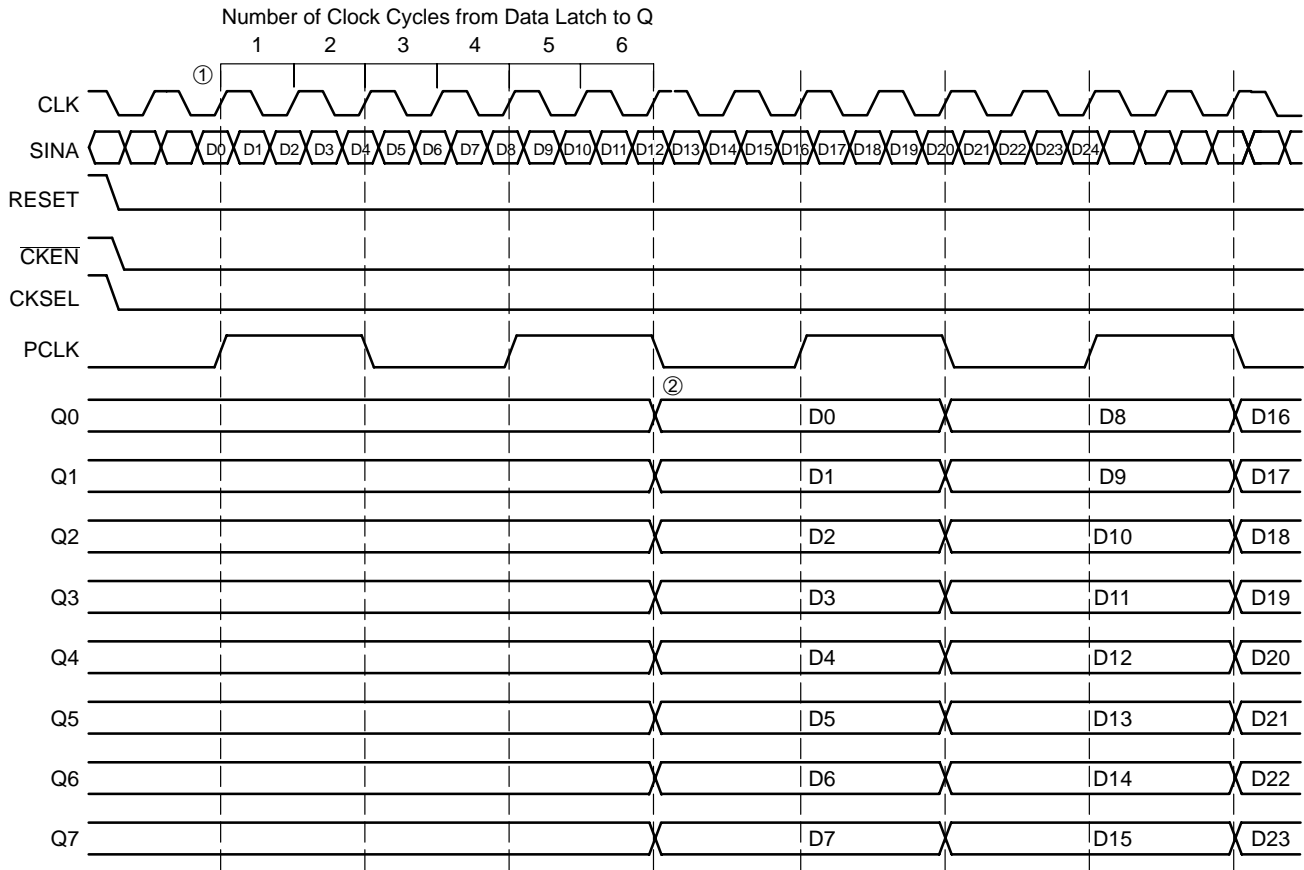 Number of Clock Cycles from Data Latch to Q
1 2 3 4 5 6
①
CLK
SINA D0 D1 D2 D3 D4 D5 D6 D7 D8 D9 D10 D11 D12 D13 D14 D15 D16 D17 D18 D19 D20 D21 D22 D23 D24
RESET
CKEN
CKSEL
PCLK
②
Q0 D0 D8 D16
Q1 D1 D9 D17
Q2 D2 D10 D18
Q3 D3 D11 D19
Q4 D4 D12 D20
Q5 D5 D13 D21
Q6 D6 D14 D22
Q7 D7 D15 D23